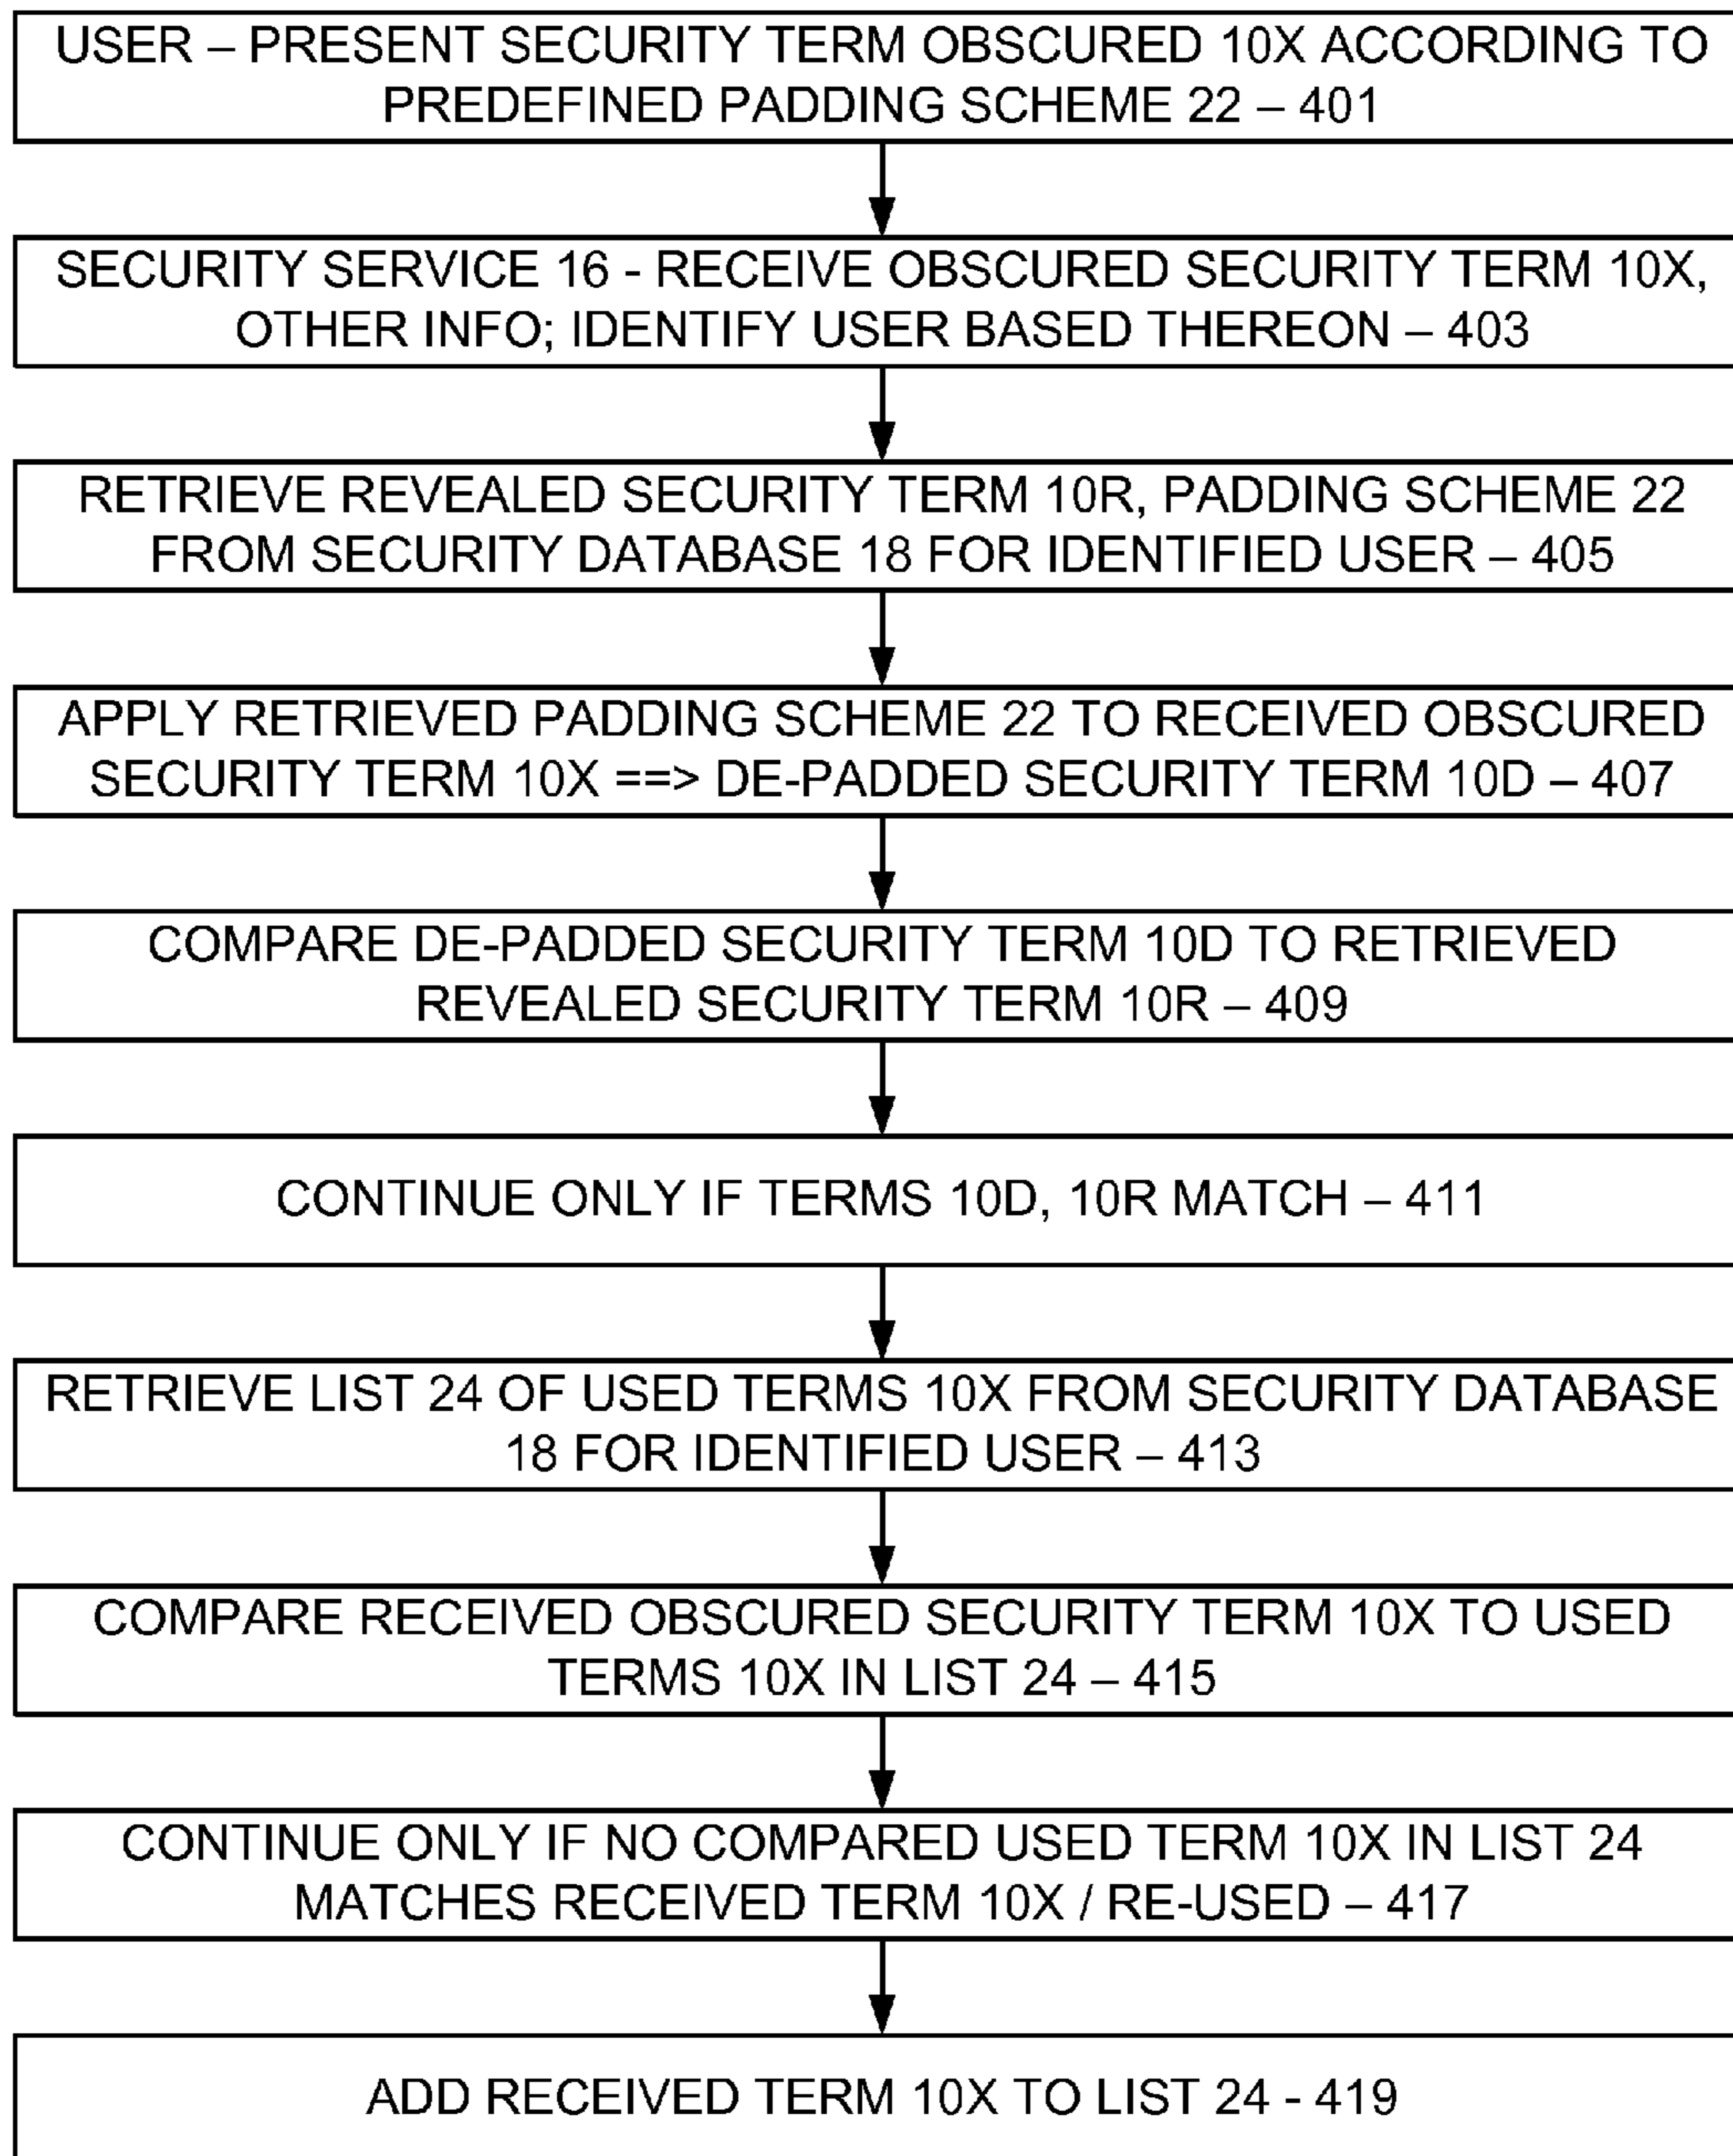 USER – PRESENT SECURITY TERM OBSCURED 10X ACCORDING TO
PREDEFINED PADDING SCHEME 22 – 401
SECURITY SERVICE 16 - RECEIVE OBSCURED SECURITY TERM 10X,
OTHER INFO; IDENTIFY USER BASED THEREON – 403
RETRIEVE REVEALED SECURITY TERM 10R, PADDING SCHEME 22
FROM SECURITY DATABASE 18 FOR IDENTIFIED USER – 405
APPLY RETRIEVED PADDING SCHEME 22 TO RECEIVED OBSCURED
SECURITY TERM 10X ==> DE-PADDED SECURITY TERM 10D – 407
COMPARE DE-PADDED SECURITY TERM 10D TO RETRIEVED
REVEALED SECURITY TERM 10R – 409
CONTINUE ONLY IF TERMS 10D, 10R MATCH – 411
RETRIEVE LIST 24 OF USED TERMS 10X FROM SECURITY DATABASE
18 FOR IDENTIFIED USER – 413
COMPARE RECEIVED OBSCURED SECURITY TERM 10X TO USED
TERMS 10X IN LIST 24 – 415
CONTINUE ONLY IF NO COMPARED USED TERM 10X IN LIST 24
MATCHES RECEIVED TERM 10X / RE-USED – 417
ADD RECEIVED TERM 10X TO LIST 24 - 419